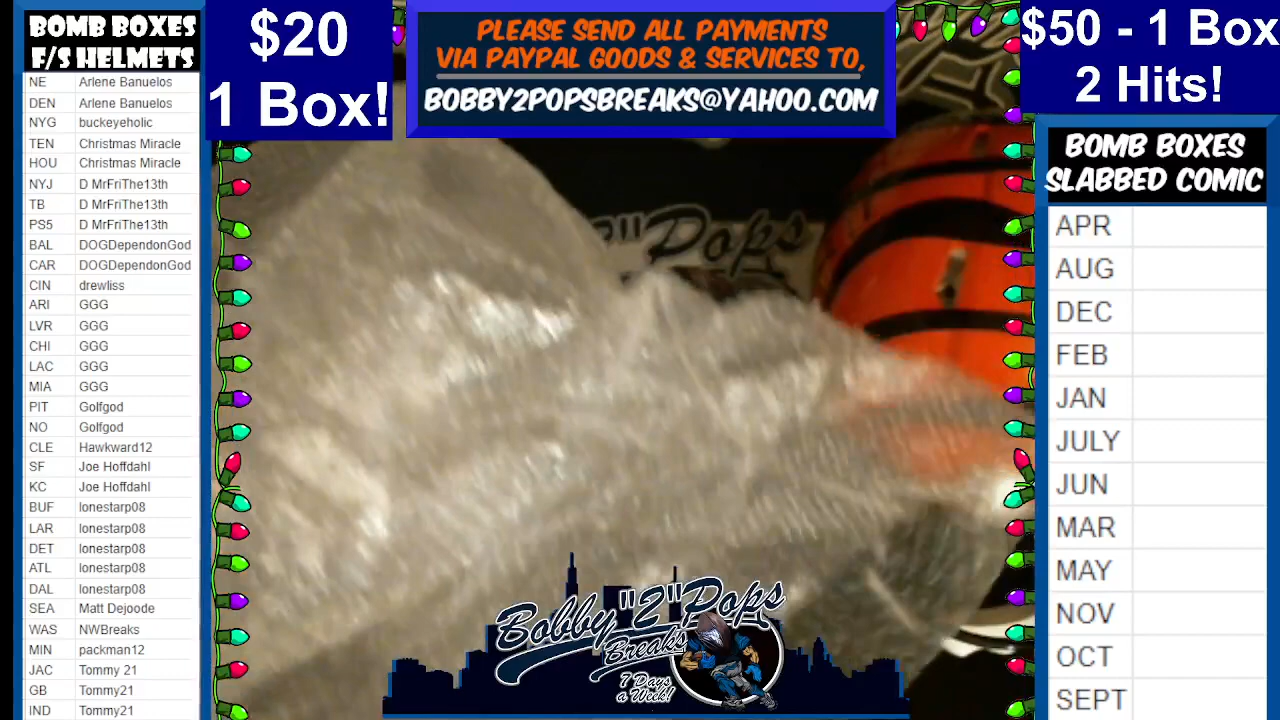 BOMB BOXES
F/S HELMETS
NE Arlene Banuelos
DEN Arlene Banuelos
NYG buckeyeholic
TEN Christmas Miracle
HOU Christmas Miracle
NYJ D MrFriThe13th
TB D MrFriThe13th
PS5 D MrFriThe13th
BAL DOGDependonGod
CAR DOGDependonGod
CIN drewliss
ARI GGG
LVR GGG
CHI GGG
LAC GGG
MIA GGG
PIT Golfgod
NO Golfgod
CLE Hawkward12
SF Joe Hoffdahl
KC Joe Hoffdahl
BUF lonestarp08
LAR lonestarp08
DET lonestarp08
ATL lonestarp08
DAL lonestarp08
SEA Matt Dejoode
WAS NWBreaks
MIN packman12
JAC Tommy 21
GB Tommy21
IND Tommy21
$20
1 Box!
PLEASE SEND ALL PAYMENTS
VIA PAYPAL GOODS & SERVICES TO,
BOBBY2POPSBREAKS@YAHOO.COM
"2"Pops
Bobby "2" Pops
Breaks
7 Days
a Week!
$50 - 1 Box
2 Hits!
BOMB BOXES
SLABBED COMIC
APR
AUG
DEC
FEB
JAN
JULY
JUN
MAR
MAY
NOV
OCT
SEPT